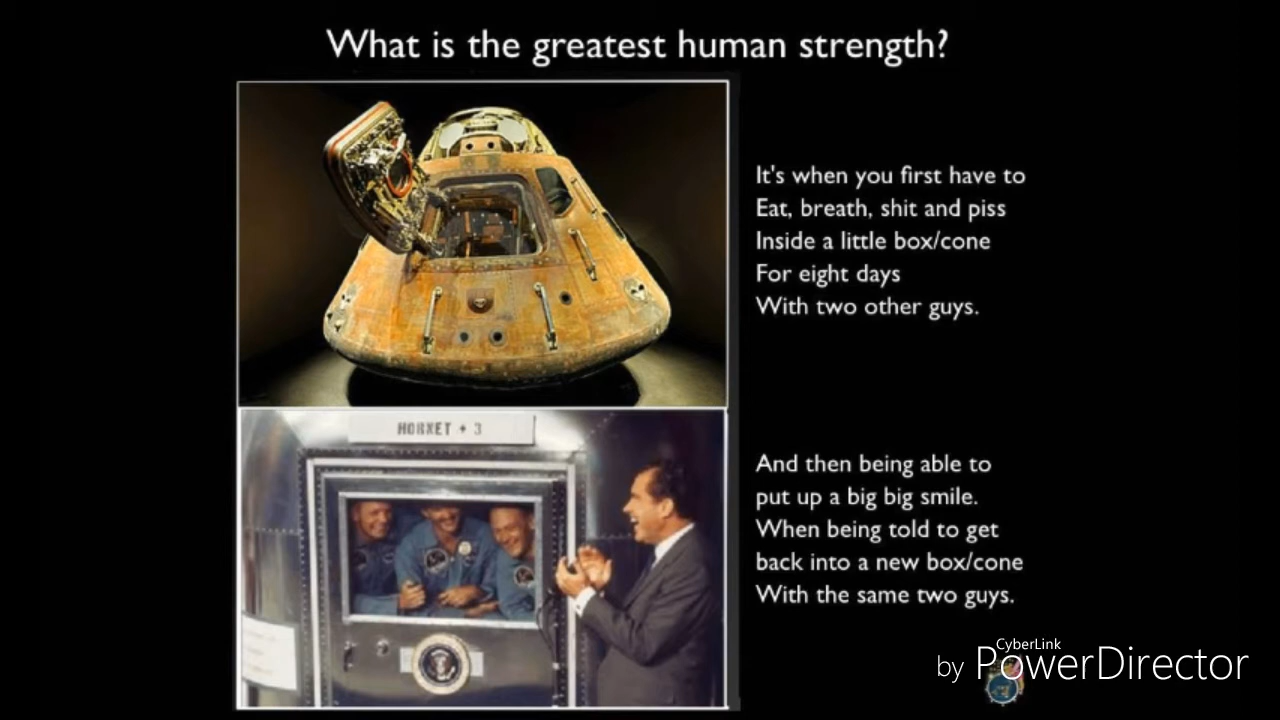 What is the greatest human strength?
It's when you first have to
Eat, breath, shit and piss
Inside a little box/cone
For eight days
With two other guys.
HORNET + 3
And then being able to
put up a big big smile.
When being told to get
back into a new box/cone
With the same two guys.
CyberLink
by PowerDirector